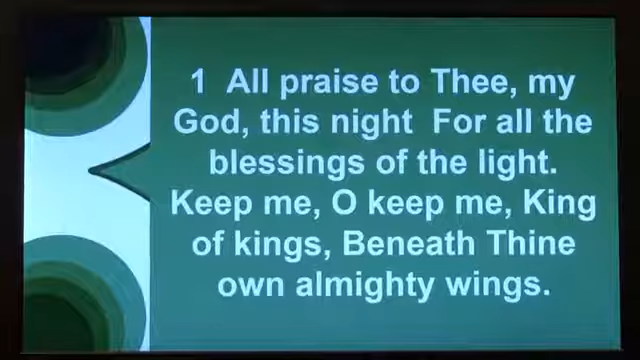 1 All praise to Thee, my
God, this night For all the
blessings of the light.
Keep me, O keep me, King
of kings, Beneath Thine
own almighty wings.